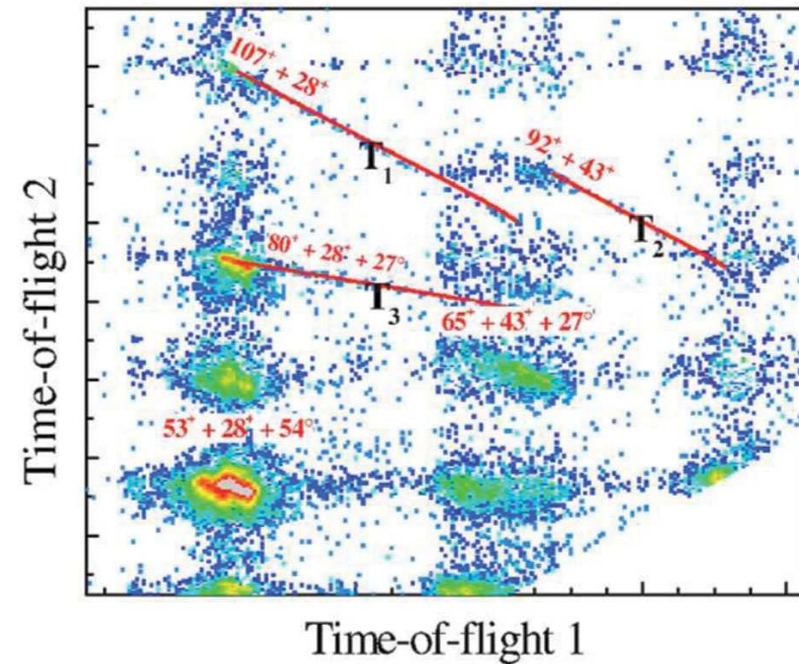 107⁺ + 28⁺
92⁺ + 43⁺
T₁
T₂
80⁺ + 28⁺ + 27°
T₃
65⁺ + 43⁺ + 27°
53⁺ + 28⁺ + 54°
Time-of-flight 2
Time-of-flight 1